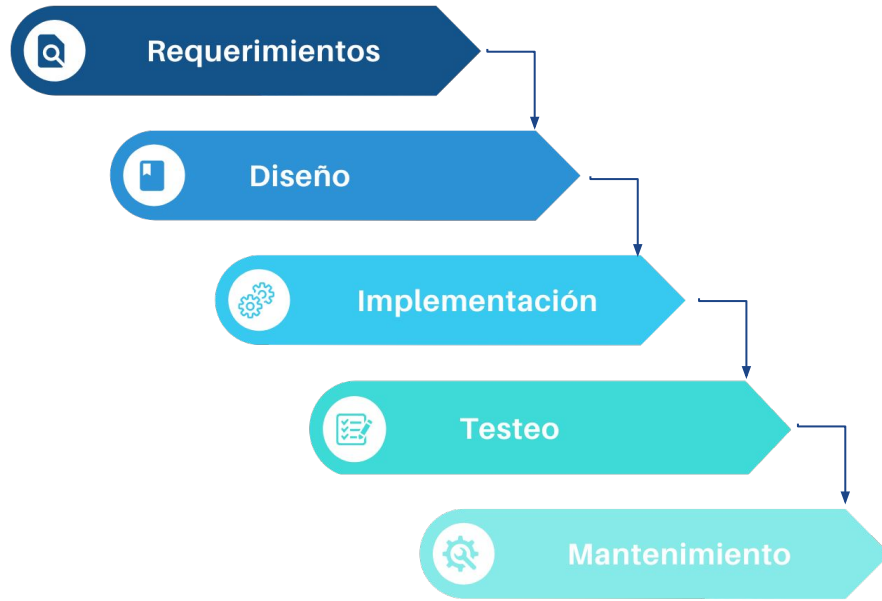 Requerimientos
Diseño
Implementación
Testeo
Mantenimiento